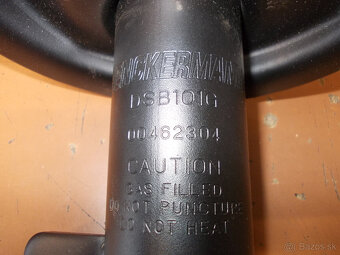 DSB101G
00462304
CAUTION
GAS FILLED
DO NOT PUNCTURE
DO NOT HEAT
Bazos.sk